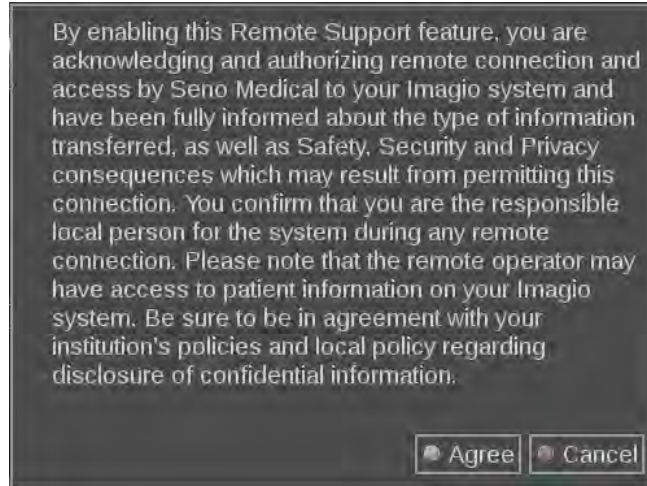 By enabling this Remote Support feature, you are
acknowledging and authorizing remote connection and
access by Seno Medical to your Imagio system and
have been fully informed about the type of information
transferred, as well as Safety, Security and Privacy
consequences which may result from permitting this
connection. You confirm that you are the responsible
local person for the system during any remote
connection. Please note that the remote operator may
have access to patient information on your Imagio
system. Be sure to be in agreement with your
institution's policies and local policy regarding
disclosure of confidential information.
Agree Cancel